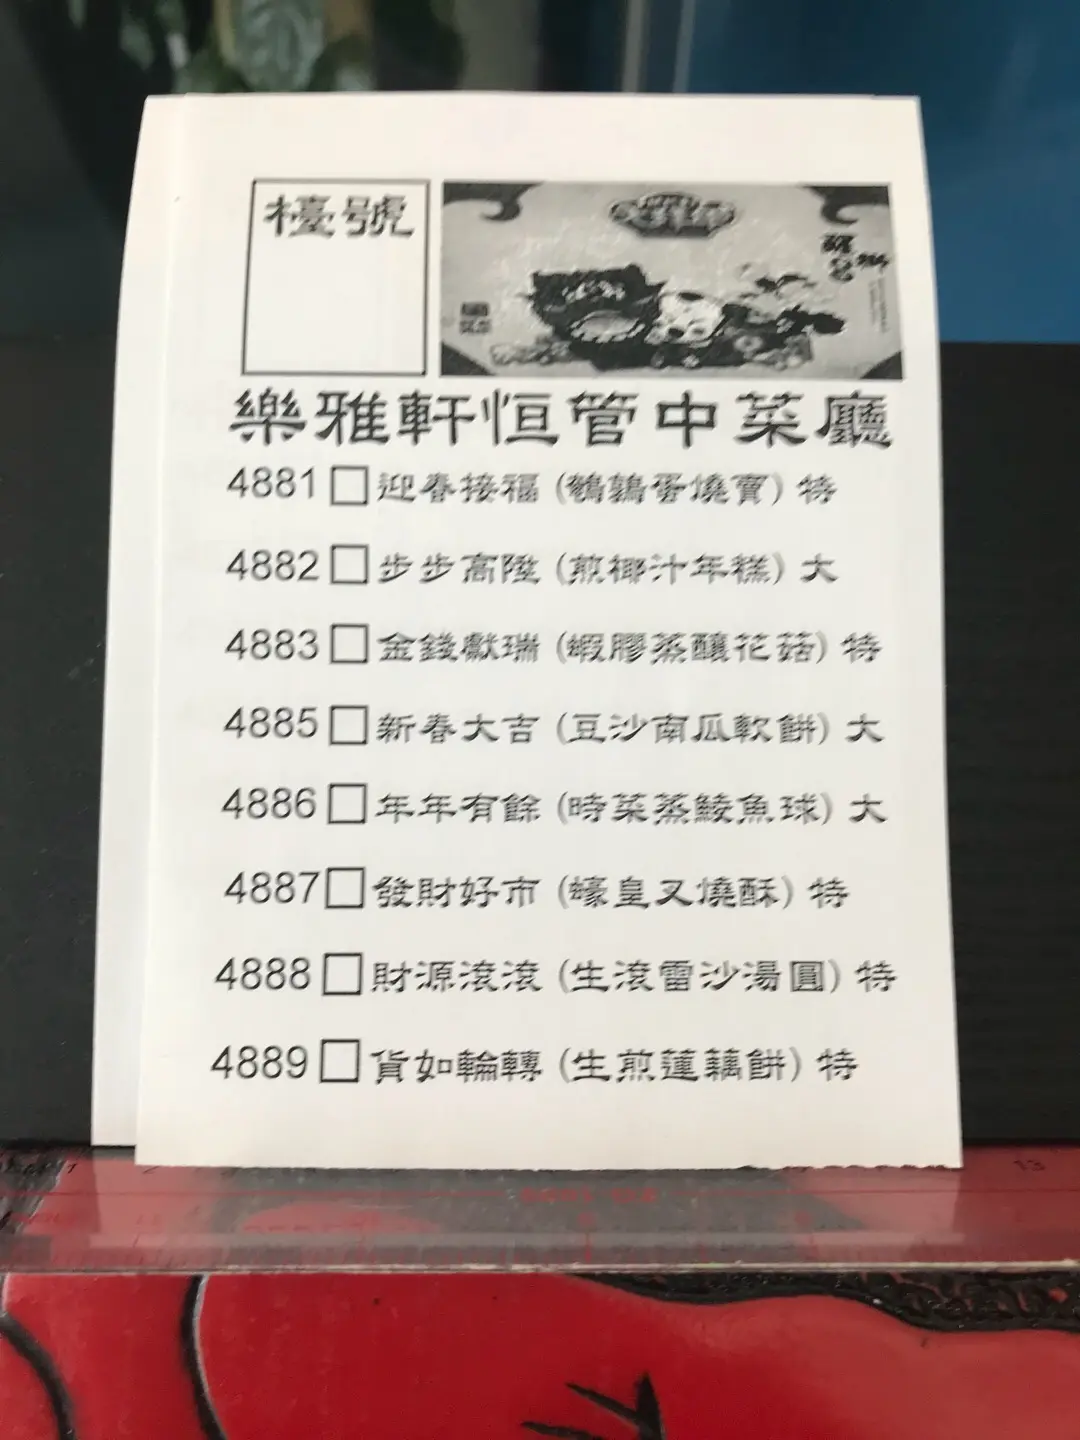 檯號
樂雅軒恒管中菜廳
4881 □ 迎春接福 (鵪鶉蛋燒賣) 特
4882 □ 步步高陞 (煎椰汁年糕) 大
4883 □ 金錢獻瑞 (蝦膠蒸釀花菇) 特
4885 □ 新春大吉 (豆沙南瓜軟餅) 大
4886 □ 年年有餘 (時菜蒸鯪魚球) 大
4887 □ 發財好市 (蠔皇叉燒酥) 特
4888 □ 財源滾滾 (生滾雷沙湯圓) 特
4889 □ 貨如輪轉 (生煎蓮藕餅) 特
2
13